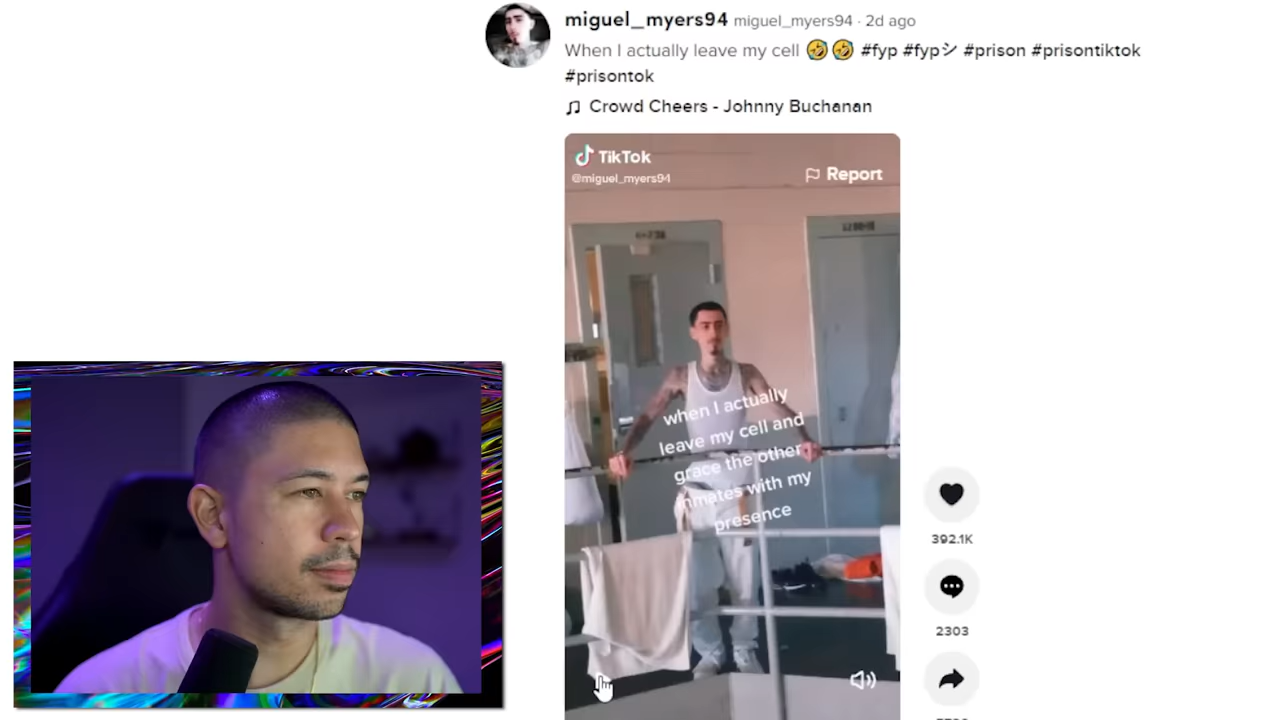 miguel_myers94 miguel_myers94 · 2d ago
When I actually leave my cell 🤣🤣 #fyp #fypシ #prison #prisontiktok
#prisontok
♫ Crowd Cheers - Johnny Buchanan
TikTok
@miguel_myers94
Report
when I actually
leave my cell and
grace the other
inmates with my
presence
392.1K
2303